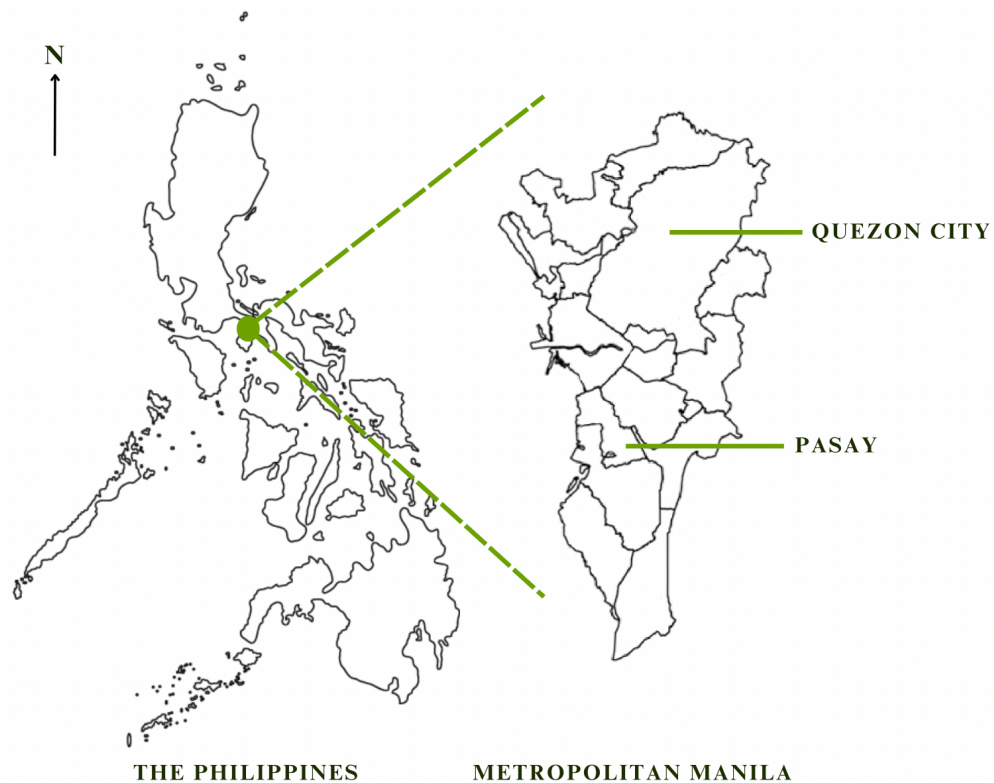 N
QUEZON CITY
PASAY
THE PHILIPPINES
METROPOLITAN MANILA